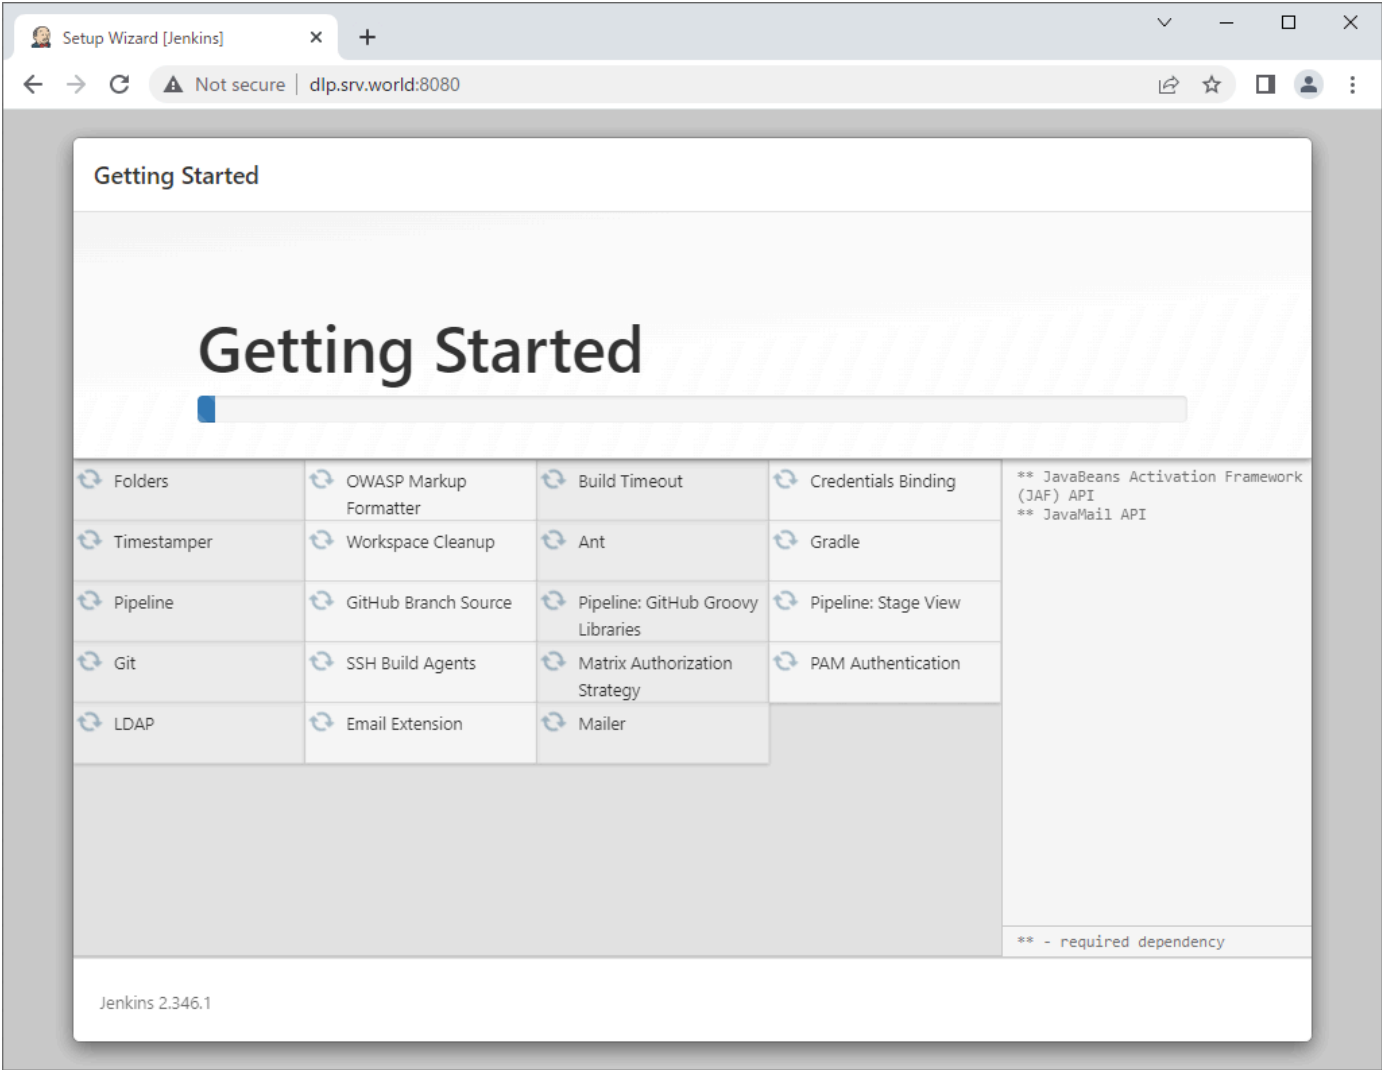 Setup Wizard [Jenkins]
Not secure | dlp.srv.world:8080
Getting Started
Getting Started
Folders
OWASP Markup
Formatter
Build Timeout
Credentials Binding
Timestamper
Workspace Cleanup
Ant
Gradle
Pipeline
GitHub Branch Source
Pipeline: GitHub Groovy
Libraries
Pipeline: Stage View
Git
SSH Build Agents
Matrix Authorization
Strategy
PAM Authentication
LDAP
Email Extension
Mailer
** JavaBeans Activation Framework
(JAF) API
** JavaMail API
** - required dependency
Jenkins 2.346.1